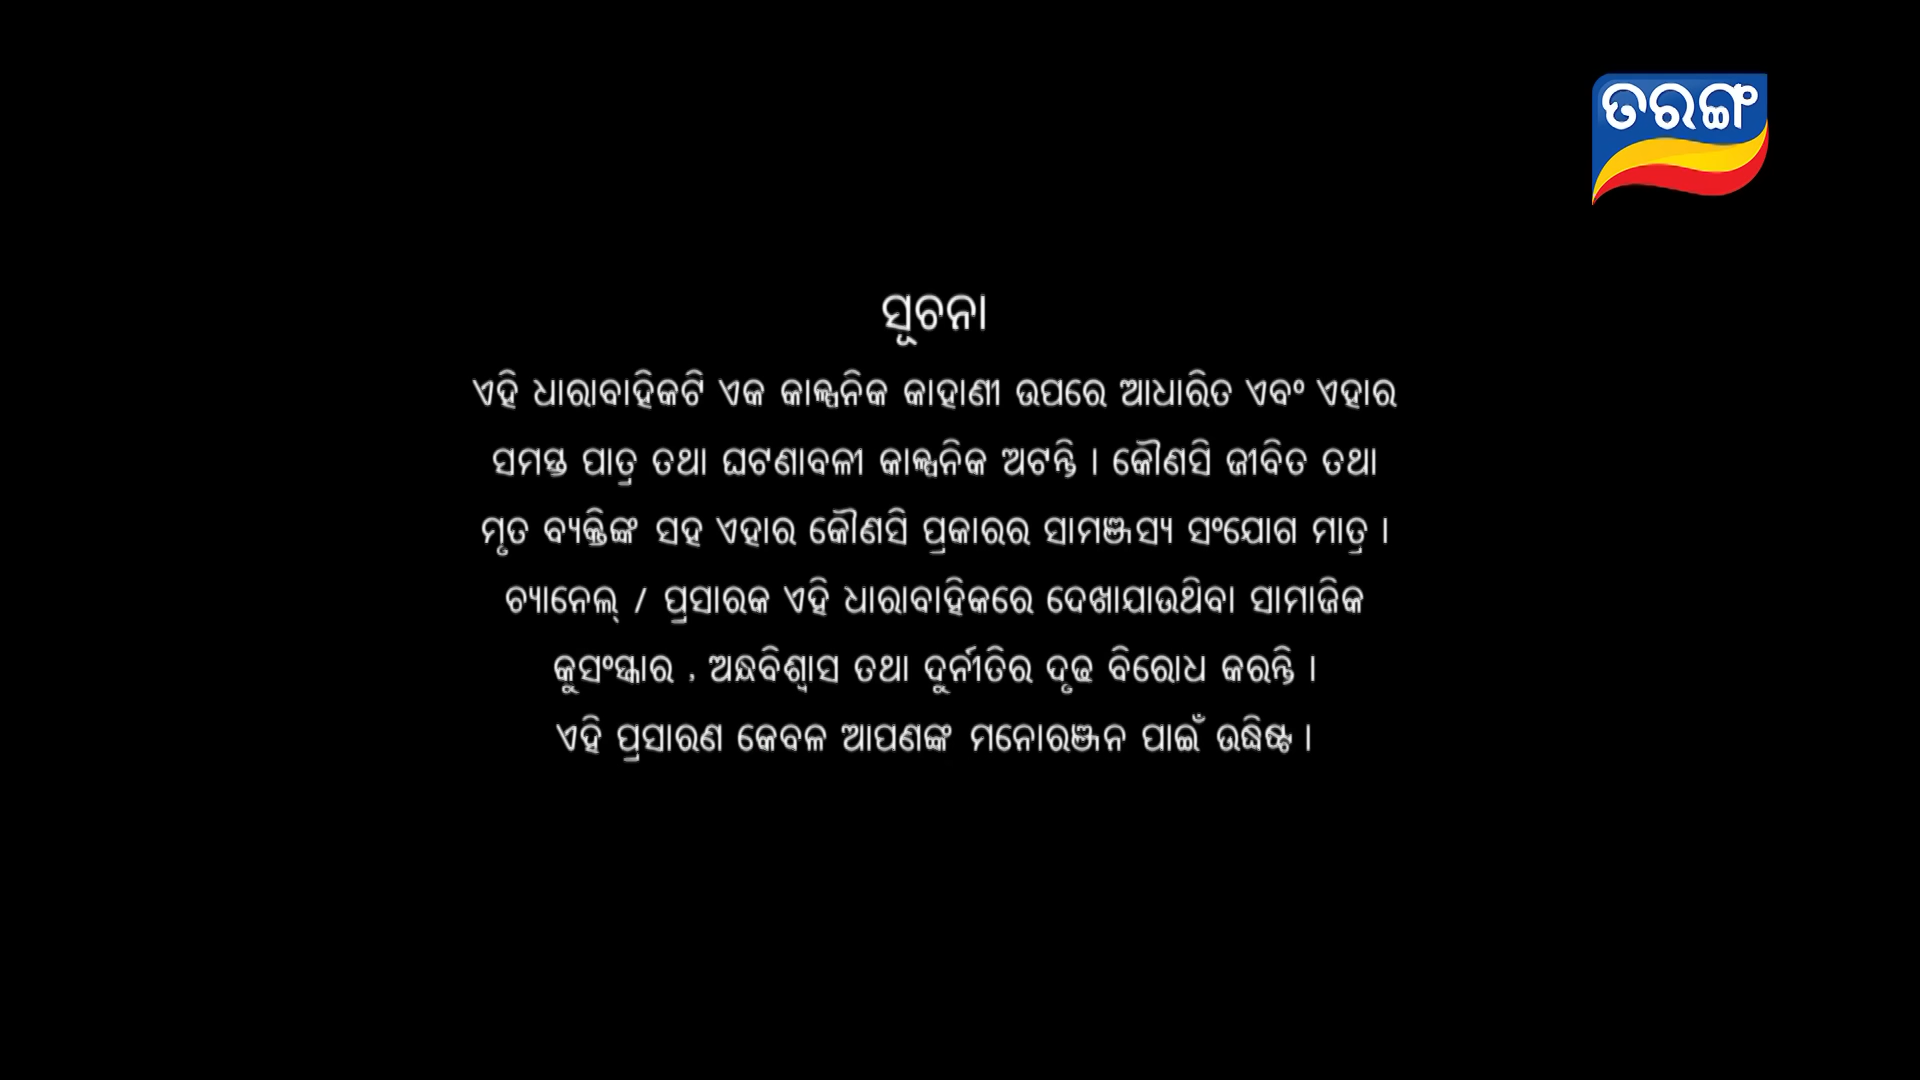 ତରଙ୍ଗ
ସୂଚନା
ଏହି ଧାରାବାହିକଟି ଏକ କାଳ୍ପନିକ କାହାଣୀ ଉପରେ ଆଧାରିତ ଏବଂ ଏହାର
ସମସ୍ତ ପାତ୍ର ତଥା ଘଟଣାବଳୀ କାଳ୍ପନିକ ଅଟନ୍ତି । କୌଣସି ଜୀବିତ ତଥା
ମୃତ ବ୍ୟକ୍ତିଙ୍କ ସହ ଏହାର କୌଣସି ପ୍ରକାରର ସାମଞ୍ଜସ୍ୟ ସଂଯୋଗ ମାତ୍ର ।
ଚ୍ୟାନେଲ୍ / ପ୍ରସାରକ ଏହି ଧାରାବାହିକରେ ଦେଖାଯାଉଥିବା ସାମାଜିକ
କୁସଂସ୍କାର , ଅନ୍ଧବିଶ୍ୱାସ ତଥା ଦୁର୍ନୀତିର ଦୃଢ ବିରୋଧ କରନ୍ତି ।
ଏହି ପ୍ରସାରଣ କେବଳ ଆପଣଙ୍କ ମନୋରଞ୍ଜନ ପାଇଁ ଉଦ୍ଧିଷ୍ଟ ।